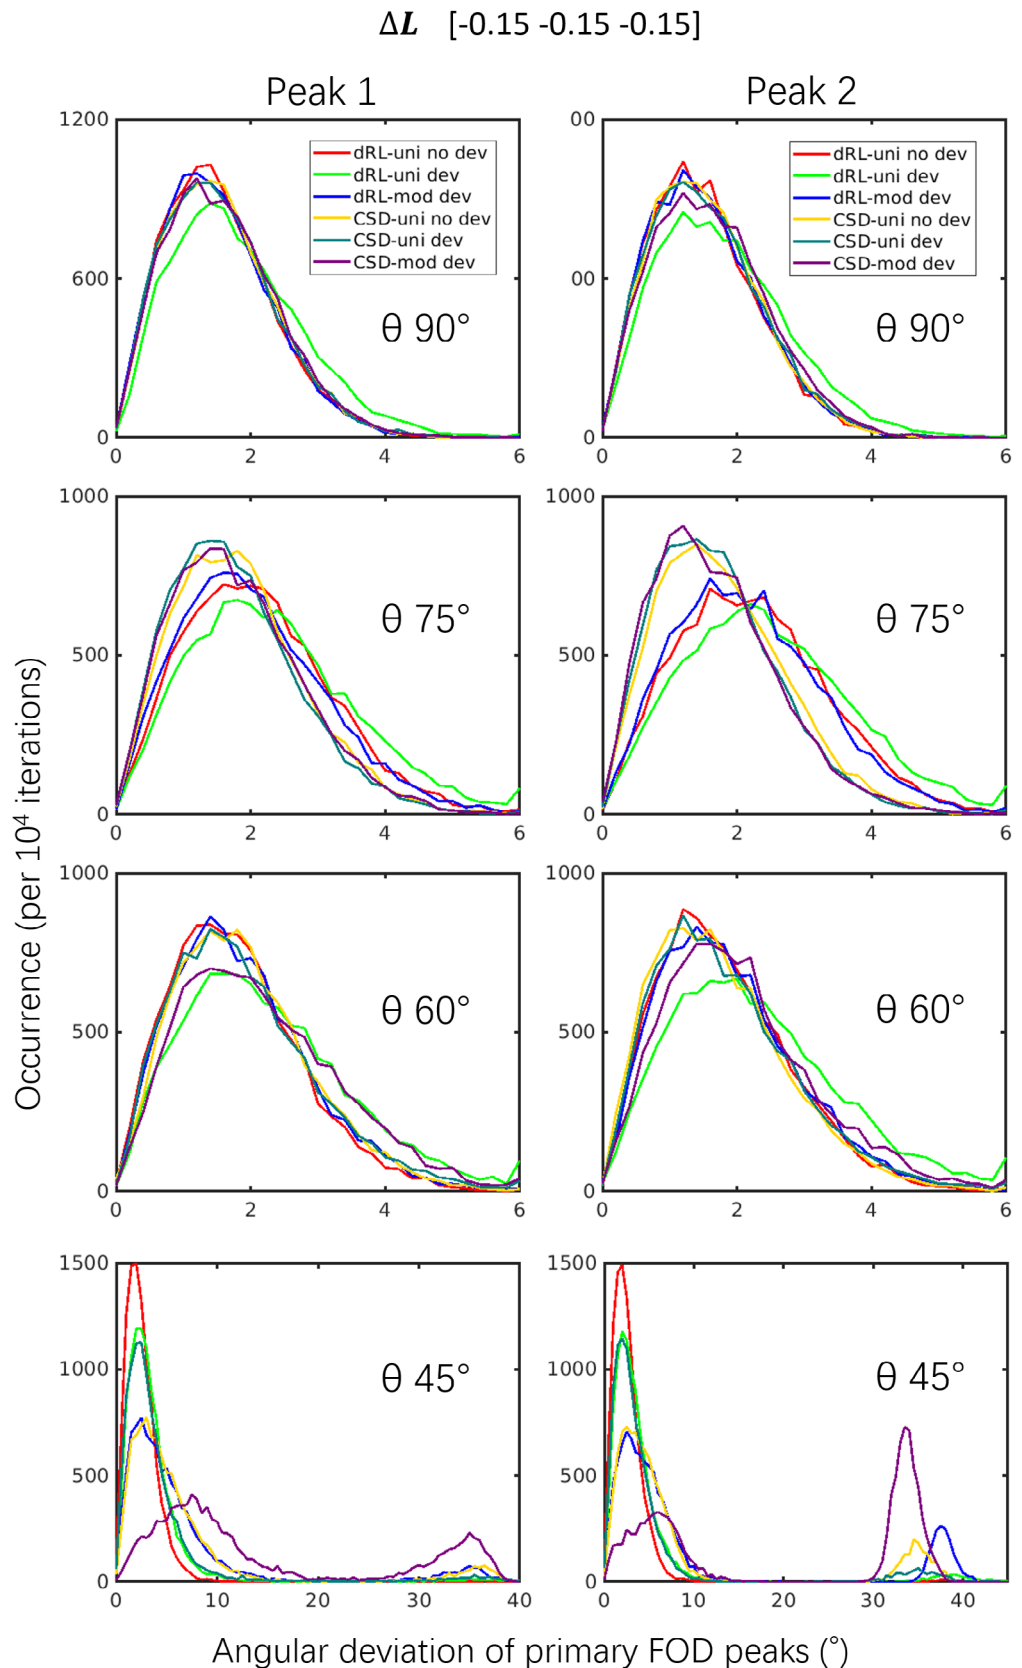 ΔL [-0.15 -0.15 -0.15]
Peak 1
Peak 2
1200
600
0
0 2 4 6
dRL-uni no dev
dRL-uni dev
dRL-mod dev
CSD-uni no dev
CSD-uni dev
CSD-mod dev
θ 90°
00
00
0
0 2 4 6
dRL-uni no dev
dRL-uni dev
dRL-mod dev
CSD-uni no dev
CSD-uni dev
CSD-mod dev
θ 90°
1000
500
0
0 2 4 6
θ 75°
1000
500
0
0 2 4 6
θ 75°
Occurrence (per 10⁴ iterations)
1000
500
0
0 2 4 6
θ 60°
1000
500
0
0 2 4 6
θ 60°
1500
1000
500
0
0 10 20 30 40
θ 45°
1500
1000
500
0
0 10 20 30 40
θ 45°
Angular deviation of primary FOD peaks (°)